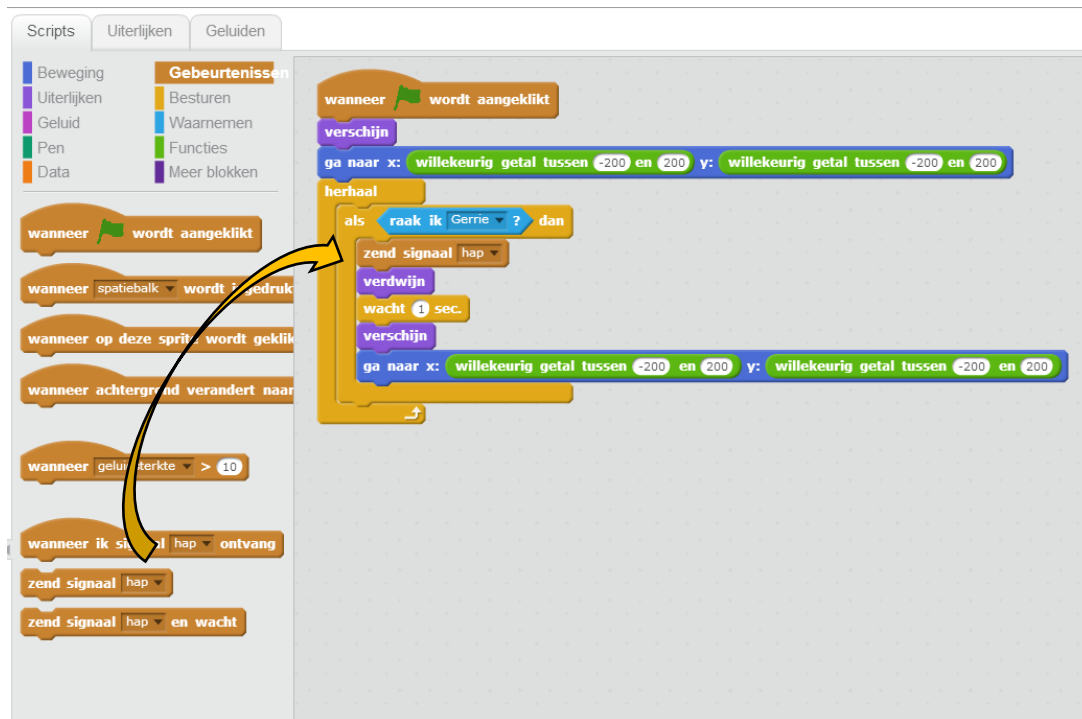 Scripts Uiterlijken Geluiden
Beweging Gebeurtenissen
Uiterlijken Besturen
Geluid Waarnemen
Pen Functies
Data Meer blokken
wanneer wordt aangeklikt
wanneer spatiebalk wordt
wanneer op deze sprite wordt geklik
wanneer achtergrond verandert naar
wanneer > 10
wanneer ik hap ontvang
zend signaal hap
zend signaal hap en wacht
wanneer wordt aangeklikt
verschijn
ga naar x: willekeurig getal tussen -200 en 200 y: willekeurig getal tussen -200 en 200
herhaal
als raak ik Gerrie ? dan
zend signaal hap
verdwijn
wacht 1 sec.
verschijn
ga naar x: willekeurig getal tussen -200 en 200 y: willekeurig getal tussen -200 en 200